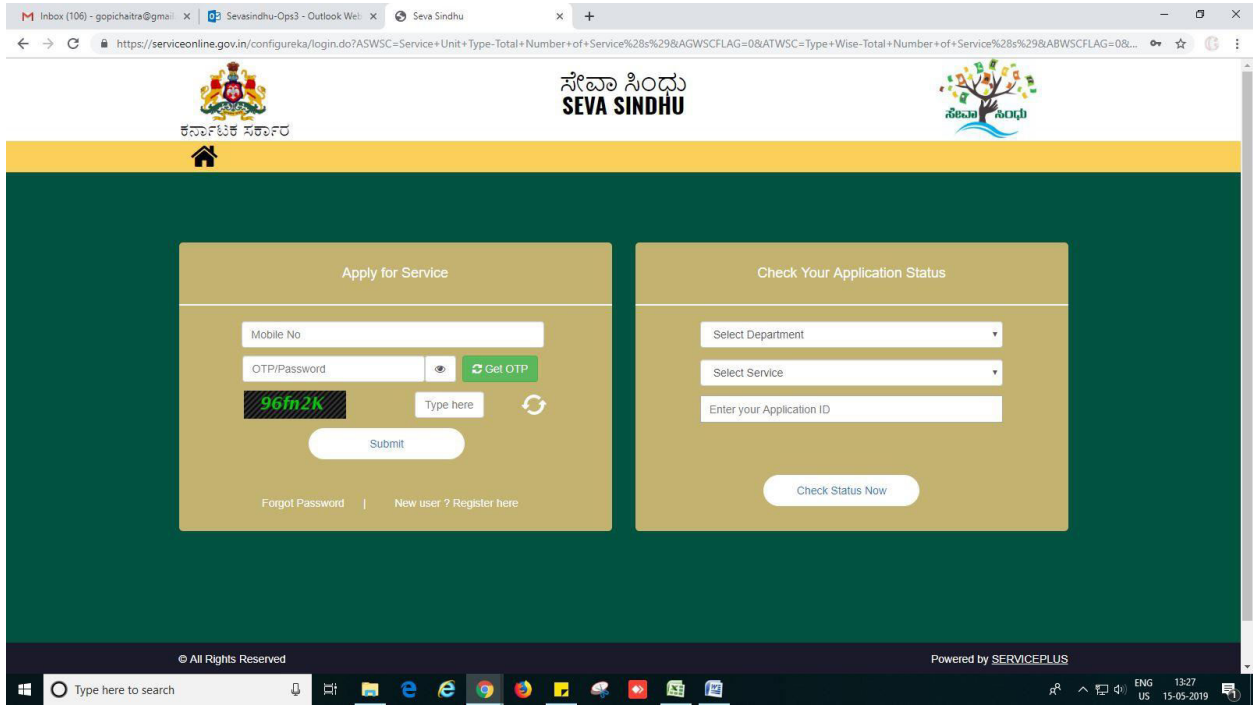 Inbox (106) - gopichaitra@gmail
Sevasindhu-Ops3 - Outlook Web
Seva Sindhu
https://serviceonline.gov.in/configureka/login.do?ASWSC=Service+Unit+Type-Total+Number+of+Service%28s%29&AGWSCFLAG=0&ATWSC=Type+Wise-Total+Number+of+Service%28s%29&ABWSCFLAG=0&...
ಕರ್ನಾಟಕ ಸರ್ಕಾರ
ಸೇವಾ ಸಿಂಧು
SEVA SINDHU
ಸೇವಾ ಸಿಂಧು
Apply for Service
Mobile No
OTP/Password
Get OTP
96fn2K
Type here
Submit
Forgot Password | New user ? Register here
Check Your Application Status
Select Department
Select Service
Enter your Application ID
Check Status Now
© All Rights Reserved
Powered by SERVICEPLUS
Type here to search
ENG
US
13:27
15-05-2019